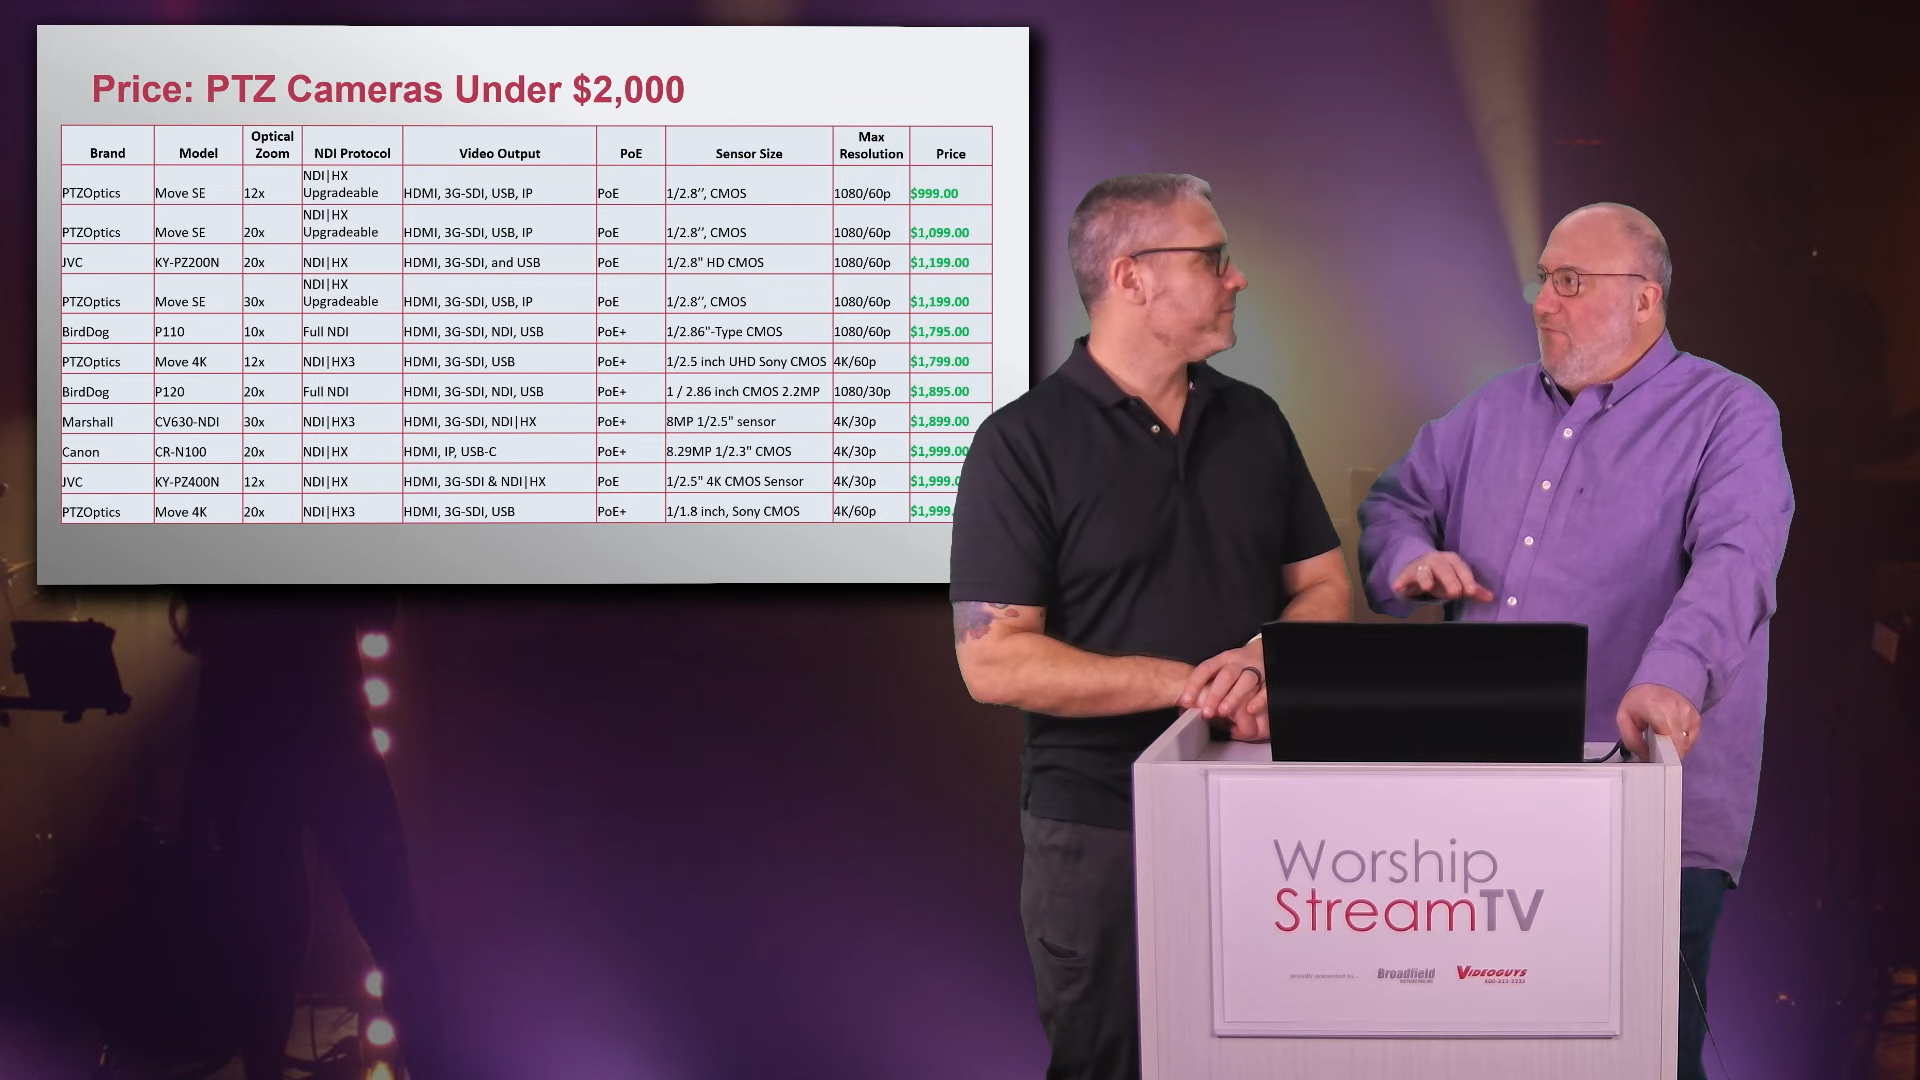 Price: PTZ Cameras Under $2,000
Brand Model Optical Zoom NDI Protocol Video Output PoE Sensor Size Max Resolution Price
PTZOptics Move SE 12x NDI|HX Upgradeable HDMI, 3G-SDI, USB, IP PoE 1/2.8’’, CMOS 1080/60p $999.00
PTZOptics Move SE 20x NDI|HX Upgradeable HDMI, 3G-SDI, USB, IP PoE 1/2.8’’, CMOS 1080/60p $1,099.00
JVC KY-PZ200N 20x NDI|HX HDMI, 3G-SDI, and USB PoE 1/2.8" HD CMOS 1080/60p $1,199.00
PTZOptics Move SE 30x NDI|HX Upgradeable HDMI, 3G-SDI, USB, IP PoE 1/2.8’’, CMOS 1080/60p $1,199.00
BirdDog P110 10x Full NDI HDMI, 3G-SDI, NDI, USB PoE+ 1/2.86"-Type CMOS 1080/60p $1,795.00
PTZOptics Move 4K 12x NDI|HX3 HDMI, 3G-SDI, USB PoE+ 1/2.5 inch UHD Sony CMOS 4K/60p $1,799.00
BirdDog P120 20x Full NDI HDMI, 3G-SDI, NDI, USB PoE+ 1 / 2.86 inch CMOS 2.2MP 1080/30p $1,895.00
Marshall CV630-NDI 30x NDI|HX3 HDMI, 3G-SDI, NDI|HX PoE+ 8MP 1/2.5" sensor 4K/30p $1,899.00
Canon CR-N100 20x NDI|HX HDMI, IP, USB-C PoE+ 8.29MP 1/2.3" CMOS 4K/30p $1,999.00
JVC KY-PZ400N 12x NDI|HX HDMI, 3G-SDI & NDI|HX PoE 1/2.5" 4K CMOS Sensor 4K/30p $1,999.0
PTZOptics Move 4K 20x NDI|HX3 HDMI, 3G-SDI, USB PoE+ 1/1.8 inch, Sony CMOS 4K/60p $1,999.
Worship
StreamTV
proudly presented by...
Broadfield
VIDEOGUYS
800-323-2325